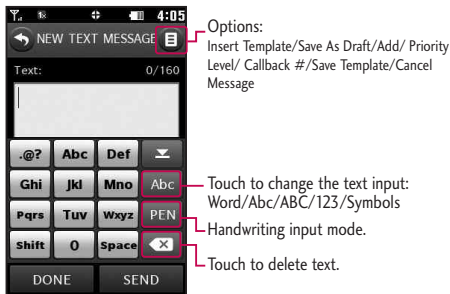 4:05
NEW TEXT MESSAGE
Text: 0/160
.@? Abc Def
Ghi Jkl Mno Abc
Pqrs Tuv Wxyz PEN
Shift 0 Space
DONE SEND
Options:
Insert Template/Save As Draft/Add/ Priority
Level/ Callback #/Save Template/Cancel
Message
Touch to change the text input:
Word/Abc/ABC/123/Symbols
Handwriting input mode.
Touch to delete text.